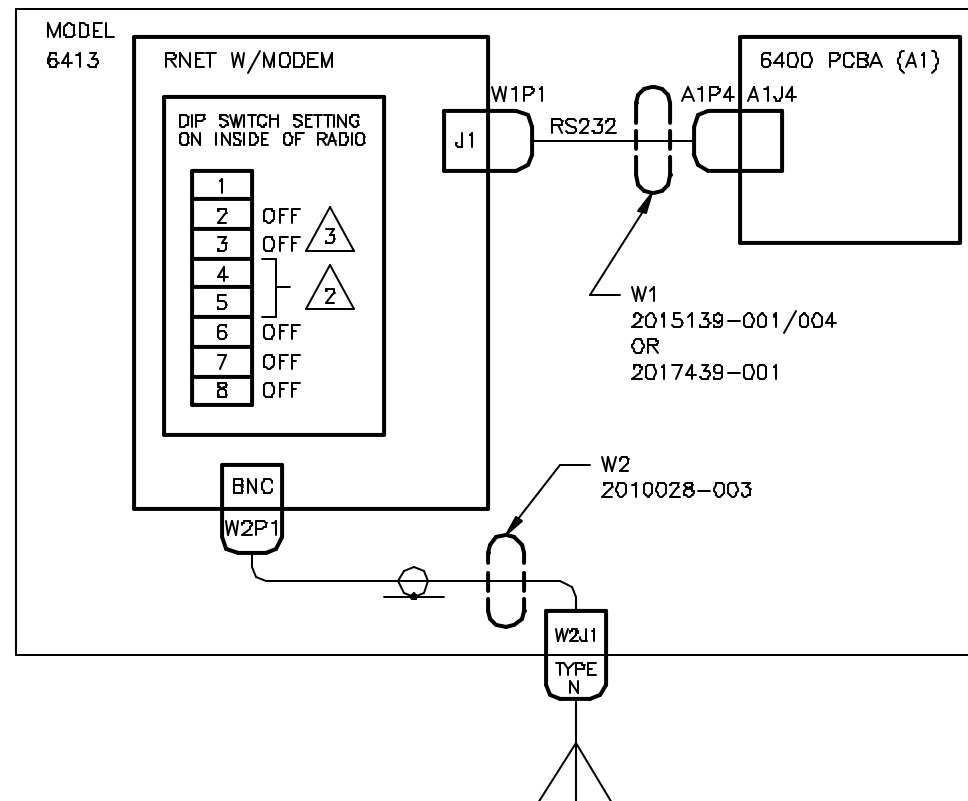 MODEL
6413
RNET W/MODEM
6400 PCBA (A1)
DIP SWITCH SETTING
ON INSIDE OF RADIO
1
2 OFF
3 OFF 3
4
5
2
6 OFF
7 OFF
8 OFF
J1
W1P1
RS232
A1P4
A1J4
W1
2015139-001/004
OR
2017439-001
BNC
W2P1
W2
2010028-003
W2J1
TYPE
N